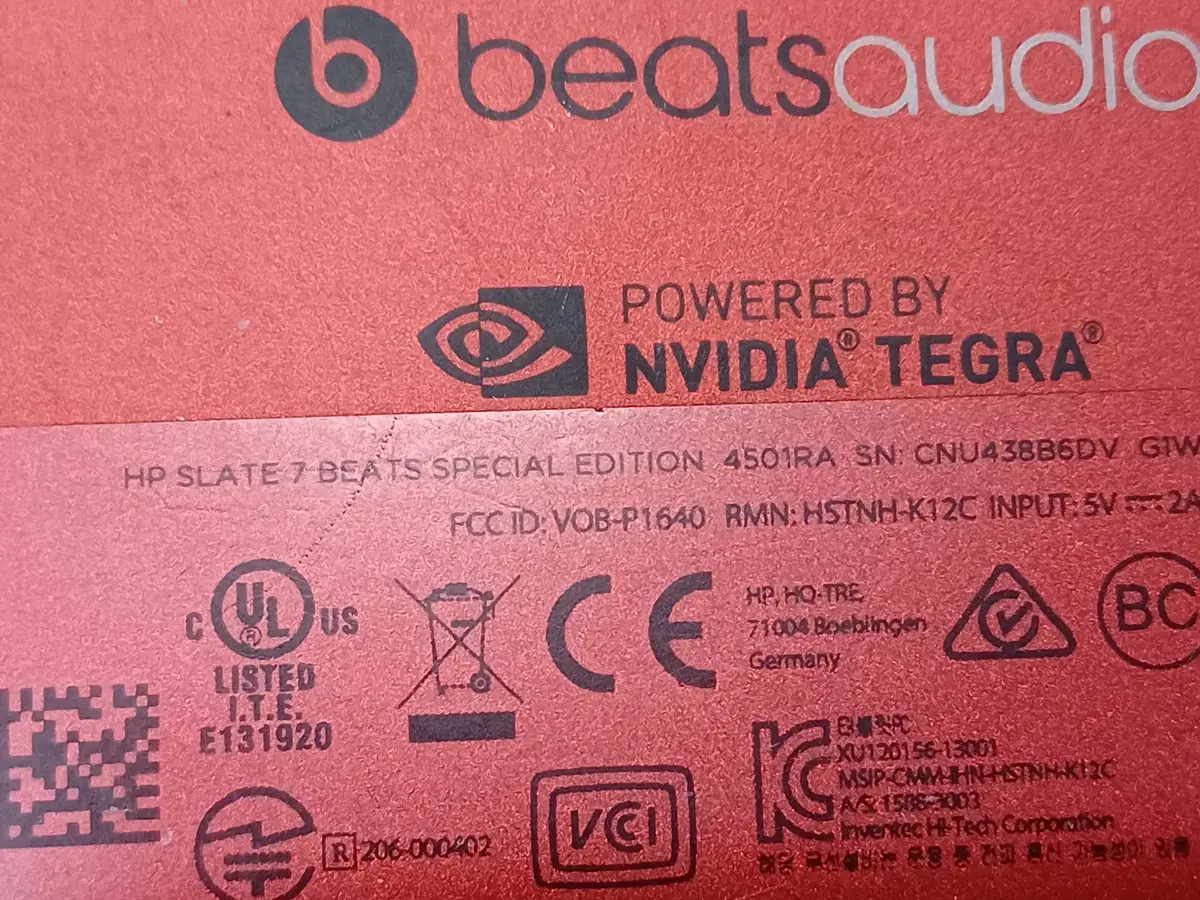 beatsaudio
POWERED BY
NVIDIA® TEGRA®
HP SLATE 7 BEATS SPECIAL EDITION 4501RA SN: CNU438B6DV G1W
FCC ID: VOB-P1640 RMN: HSTNH-K12C INPUT: 5V ⎓ 2A
C UL ® US
LISTED
I.T.E.
E131920
CE
HP, HQ-TRE,
71004 Boeblingen
Germany
BC
R 206-000402
VCI
XU120156-13001
MSIP-CMM-IHN-HSTNH-K12C
A/S: 1588-3003
Inventec Hi-Tech Corporation